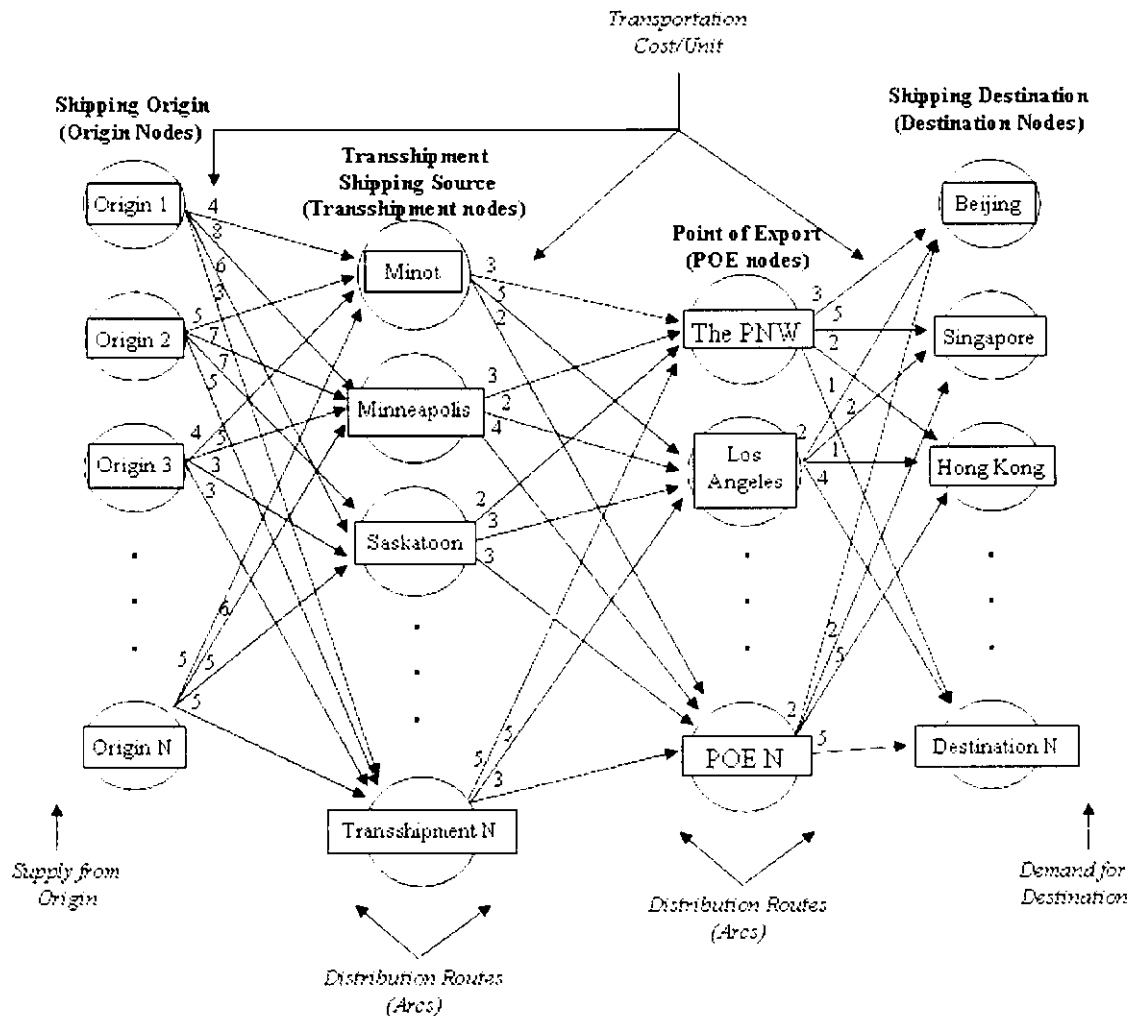 Transportation
Cost/Unit
Shipping Origin
(Origin Nodes)
Shipping Destination
(Destination Nodes)
Transshipment
Shipping Source
(Transshipment nodes)
Point of Export
(POE nodes)
Origin 1
4
8
6
3
Origin 2
5
7
7
5
Origin 3
4
5
3
3
Origin N
6
5
5
5
Minot
3
5
2
Minneapolis
3
2
4
Saskatoon
2
3
3
Transshipment N
5
5
3
The PNW
3
5
2
1
Los
Angeles
2
2
1
4
POE N
2
5
2
5
Beijing
Singapore
Hong Kong
Destination N
Supply from
Origin
Distribution Routes
(Arcs)
Distribution Routes
(Arcs)
Demand for
Destination